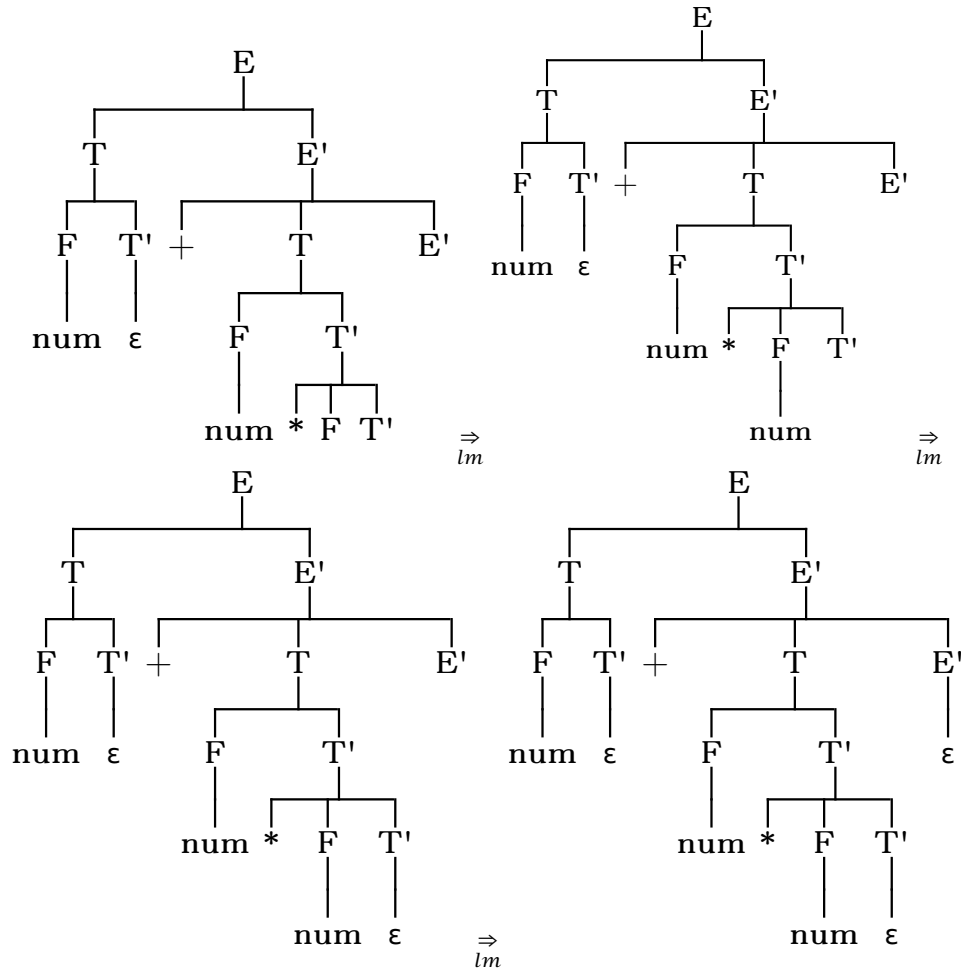 E
T E'
F T' + T E'
num ε F T'
num * F T'
⇒
lm
E
T E'
F T' + T E'
num ε F T'
num * F T'
num
⇒
lm
E
T E'
F T' + T E'
num ε F T'
num * F T'
num ε
⇒
lm
E
T E'
F T' + T E'
num ε F T' ε
num * F T'
num ε